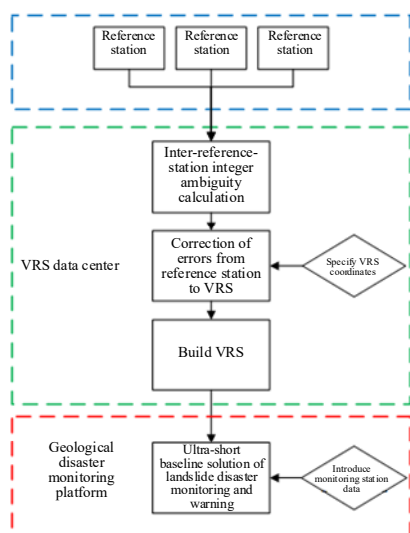 Reference
station
Reference
station
Reference
station
Inter-reference-
station integer
ambiguity
calculation
VRS data center
Correction of
errors from
reference station
to VRS
Specify VRS
coordinates
Build VRS
Geological
disaster
monitoring
platform
Ultra-short
baseline solution of
landslide disaster
monitoring and
warning
Introduce
monitoring station
data